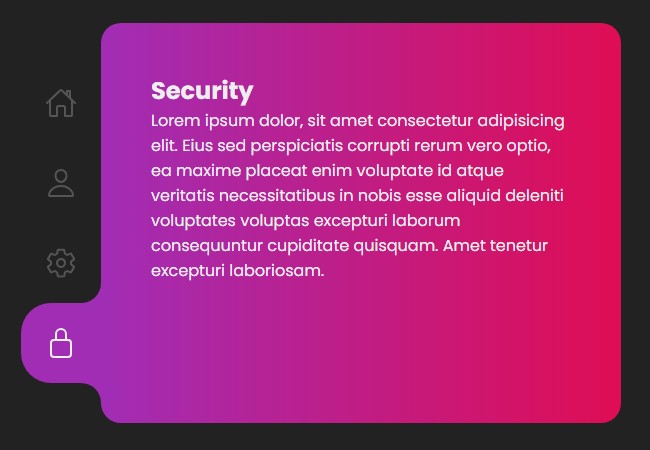 Security
Lorem ipsum dolor, sit amet consectetur adipisicing
elit. Eius sed perspiciatis corrupti rerum vero optio,
ea maxime placeat enim voluptate id atque
veritatis necessitatibus in nobis esse aliquid deleniti
voluptates voluptas excepturi laborum
consequuntur cupiditate quisquam. Amet tenetur
excepturi laboriosam.